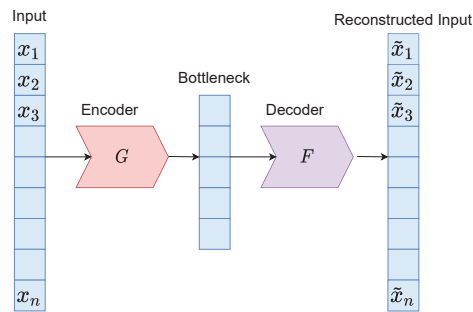 Input
Reconstructed Input
x₁
x₂
x₃
xₙ
Encoder
G
Bottleneck
Decoder
F
x̃₁
x̃₂
x̃₃
x̃ₙ